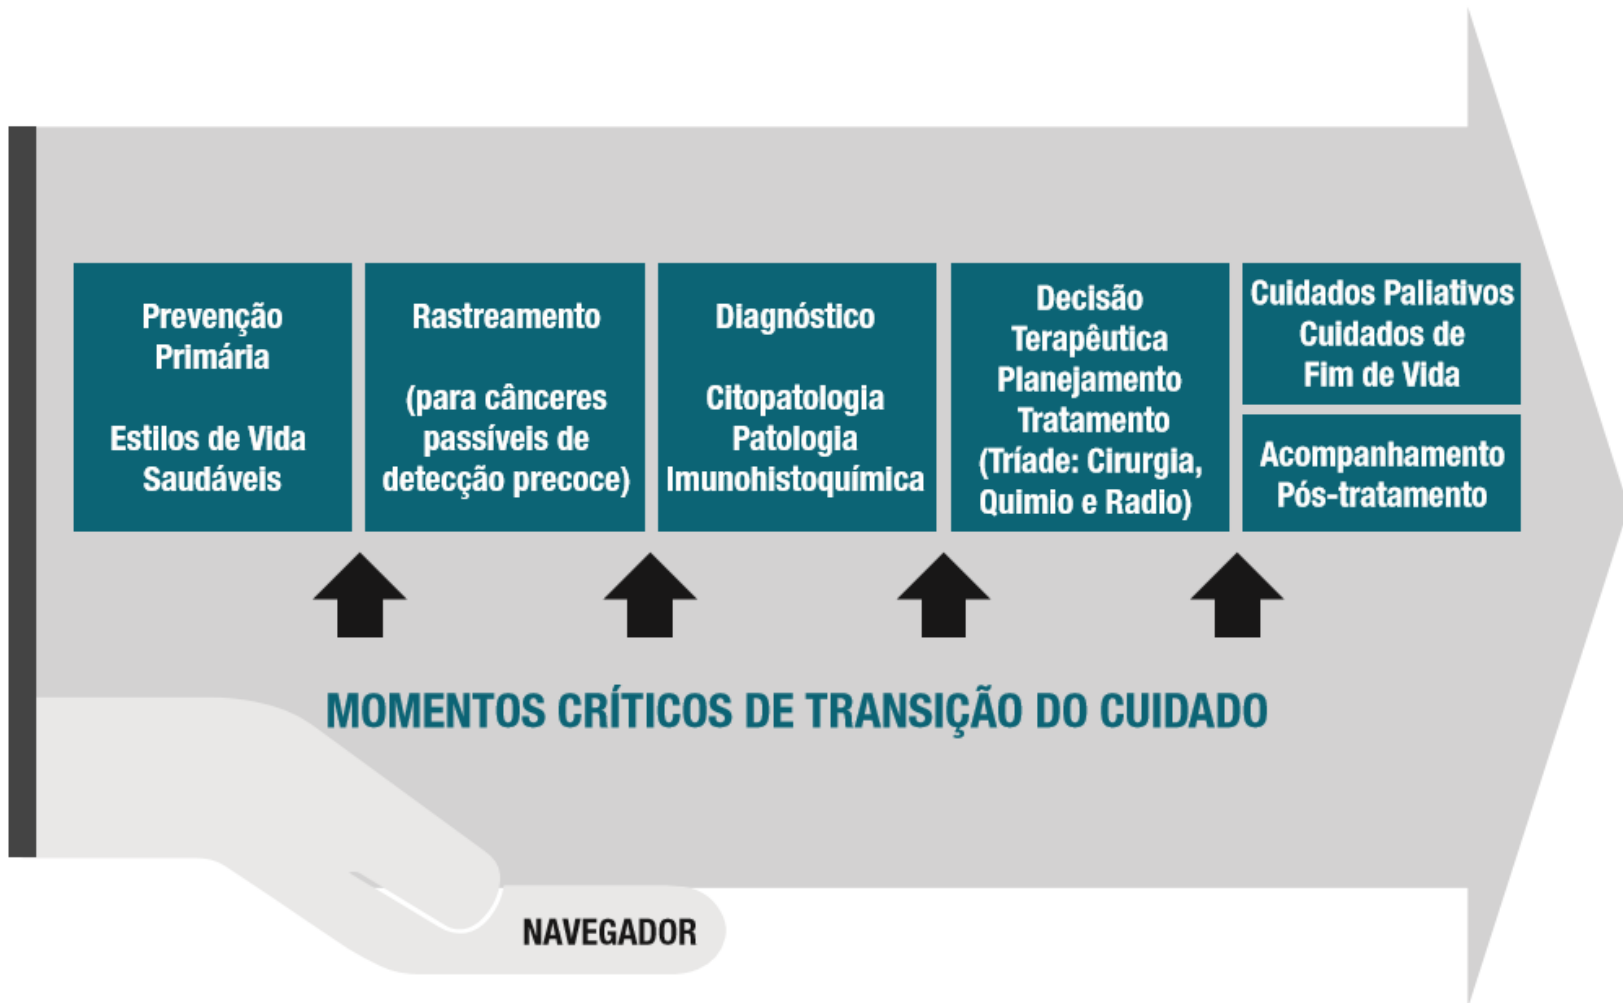 Prevenção
Primária
Estilos de Vida
Saudáveis
Rastreamento
(para cânceres
passíveis de
detecção precoce)
Diagnóstico
Citopatologia
Patologia
Imunohistoquímica
Decisão
Terapêutica
Planejamento
Tratamento
(Tríade: Cirurgia,
Quimio e Radio)
Cuidados Paliativos
Cuidados de
Fim de Vida
Acompanhamento
Pós-tratamento
MOMENTOS CRÍTICOS DE TRANSIÇÃO DO CUIDADO
NAVEGADOR